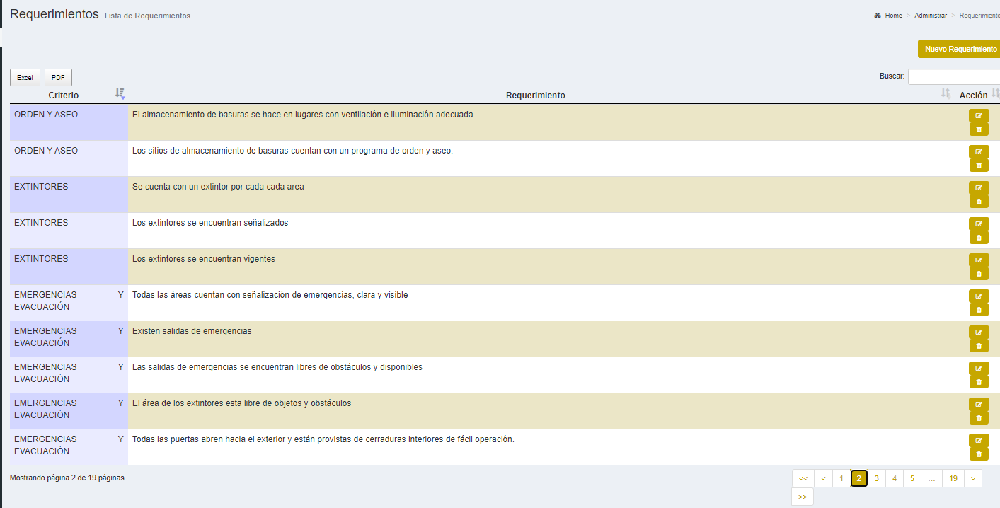 Requerimientos Lista de Requerimientos
Home > Administrar > Requerimiento
Nuevo Requerimiento
Excel PDF
Buscar:
Criterio Requerimiento Acción
ORDEN Y ASEO El almacenamiento de basuras se hace en lugares con ventilación e iluminación adecuada.
ORDEN Y ASEO Los sitios de almacenamiento de basuras cuentan con un programa de orden y aseo.
EXTINTORES Se cuenta con un extintor por cada cada area
EXTINTORES Los extintores se encuentran señalizados
EXTINTORES Los extintores se encuentran vigentes
EMERGENCIAS Y Todas las áreas cuentan con señalización de emergencias, clara y visible
EVACUACIÓN
EMERGENCIAS Y Existen salidas de emergencias
EVACUACIÓN
EMERGENCIAS Y Las salidas de emergencias se encuentran libres de obstáculos y disponibles
EVACUACIÓN
EMERGENCIAS Y El área de los extintores esta libre de objetos y obstáculos
EVACUACIÓN
EMERGENCIAS Y Todas las puertas abren hacia el exterior y están provistas de cerraduras interiores de fácil operación.
EVACUACIÓN
Mostrando página 2 de 19 páginas.
<< < 1 2 3 4 5 ... 19 >
>>